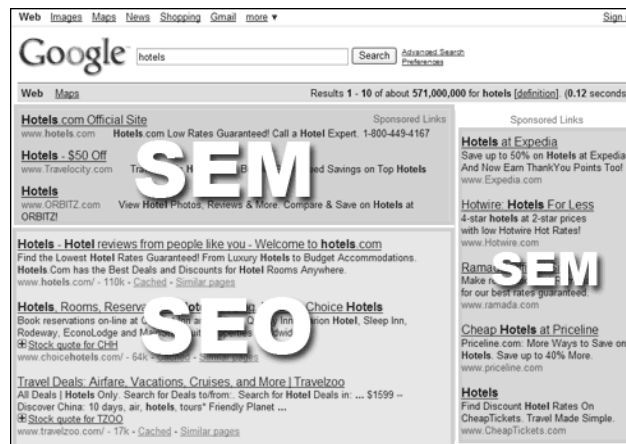 Web Images Maps News Shopping Gmail more ▼ Sign
Google hotels Search Advanced Search
Preferences
Web Maps Results 1 - 10 of about 571,000,000 for hotels [definition]. (0.12 seconds
Hotels.com Official Site Sponsored Links
www.hotels.com Hotels.com Low Rates Guaranteed! Call a Hotel Expert. 1-800-449-4167
Hotels - $50 Off
www.Travelocity.com Savings on Top Hotels
Hotels
www.ORBITZ.com View Hotel Photos, Reviews & More. Compare & Save on Hotels at
ORBITZ!
SEM
Hotels - Hotel reviews from people like you - Welcome to hotels.com
Find the Lowest Hotel Rates Guaranteed! From Luxury Hotels to Budget Accommodations.
Hotels.Com has the Best Deals and Discounts for Hotel Rooms Anywhere.
www.hotels.com/ - 110k - Cached - Similar pages
Hotels, Rooms, Choice Hotels
Book reservations on-line at Hotel, Sleep Inn,
Rodeway, EconoLodge and
Stock quote for CHH
www.choicehotels.com/ - 64k - Cached - Similar pages
SEO
Travel Deals: Airfare, Vacations, Cruises, and More | Travelzoo
All Deals | Hotels Only. Search for Deals to/from:. Search for Hotel Deals in: ... $1599 --
Discover China: 10 days, air, hotels, tours* Friendly Planet ...
Stock quote for TZOO
www.travelzoo.com/ - 17k - Cached - Similar pages
Sponsored Links
Hotels at Expedia
Save up to 50% on Hotels at Expedia
And Now Earn ThankYou Points Too!
www.Expedia.com
Hotwire: Hotels For Less
4-star hotels at 2-star prices
with low Hotwire Hot Rates!
www.Hotwire.com
Ramada
Make
for our best rates guaranteed.
www.ramada.com
SEM
Cheap Hotels at Priceline
Priceline.com: More Ways to Save on
Hotels. Save up to 40% More.
www.priceline.com
Hotels
Find Discount Hotel Rates On
CheapTickets. Travel Made Simple.
www.CheapTickets.com